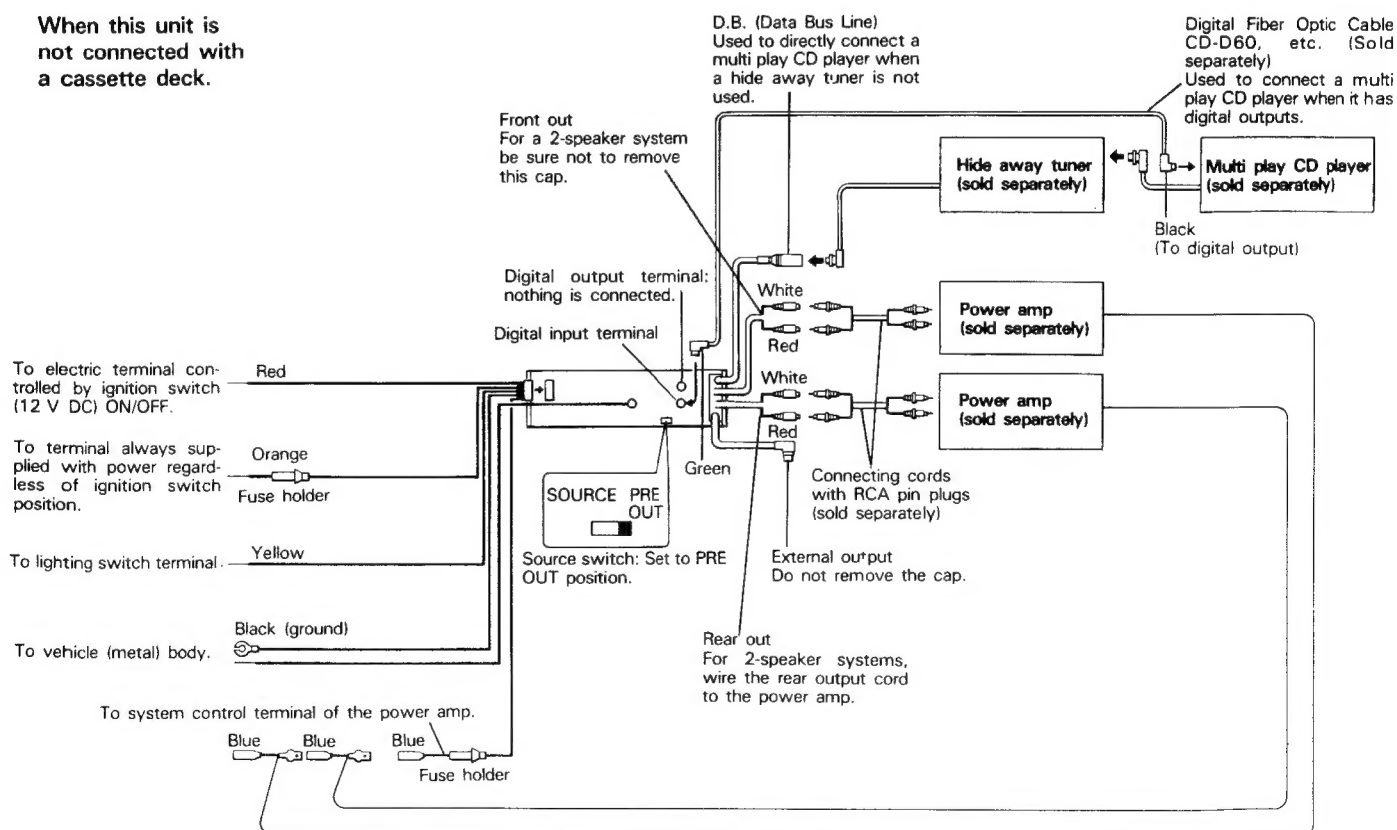 When this unit is
not connected with
a cassette deck.
D.B. (Data Bus Line)
Used to directly connect a
multi play CD player when
a hide away tuner is not
used.
Digital Fiber Optic Cable
CD-D60, etc. (Sold
separately)
Used to connect a multi
play CD player when it has
digital outputs.
Front out
For a 2-speaker system
be sure not to remove
this cap.
Hide away tuner
(sold separately)
Multi play CD player
(sold separately)
Black
(To digital output)
Digital output terminal:
nothing is connected.
Digital input terminal
White
Red
Power amp
(sold separately)
White
Red
Power amp
(sold separately)
To electric terminal con-
trolled by ignition switch
(12 V DC) ON/OFF.
Red
To terminal always sup-
plied with power regard-
less of ignition switch
position.
Orange
Fuse holder
Green
Connecting cords
with RCA pin plugs
(sold separately)
SOURCE PRE
OUT
Source switch: Set to PRE
OUT position.
External output
Do not remove the cap.
To lighting switch terminal.
Yellow
Black (ground)
To vehicle (metal) body.
Rear out
For 2-speaker systems,
wire the rear output cord
to the power amp.
To system control terminal of the power amp.
Blue Blue Blue
Fuse holder